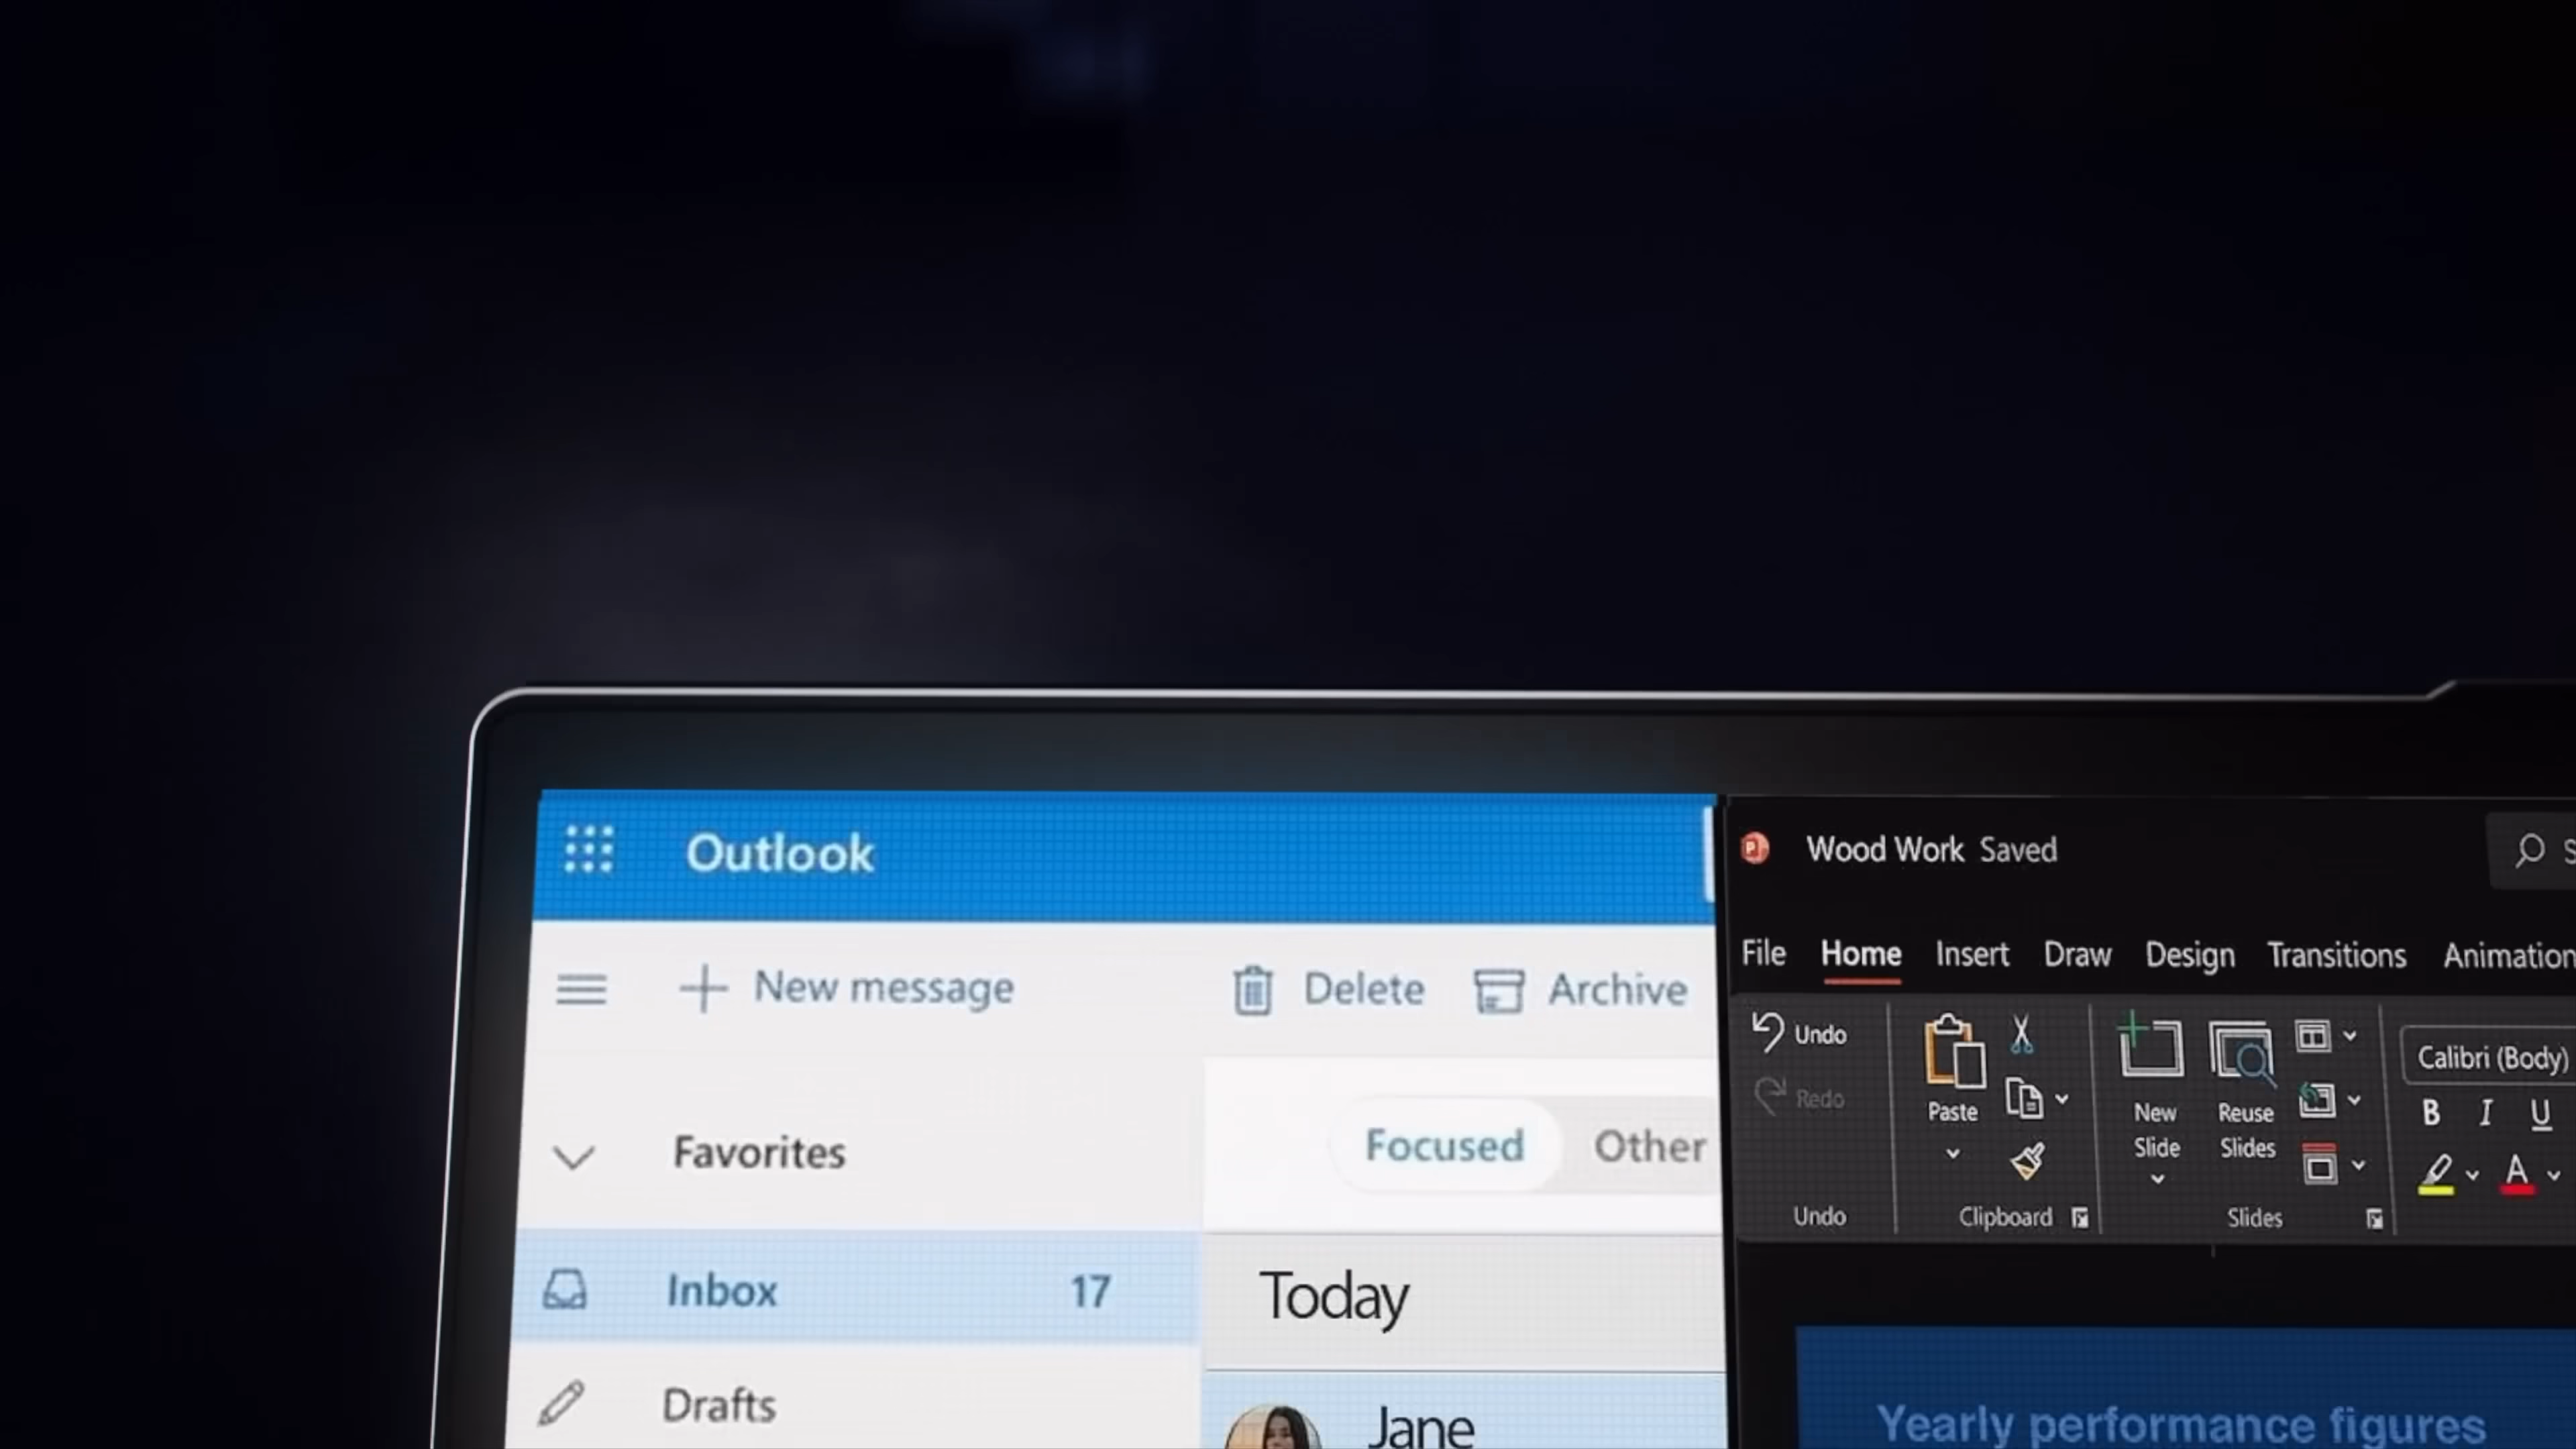 Outlook
New message
Delete
Archive
Favorites
Focused
Other
Inbox 17
Today
Drafts
Jane
Wood Work Saved
S
File Home Insert Draw Design Transitions Animation
Undo
Redo
Undo
Paste
Clipboard
New
Slide
Reuse
Slides
Slides
Calibri (Body)
B I U
A
Yearly performance figures